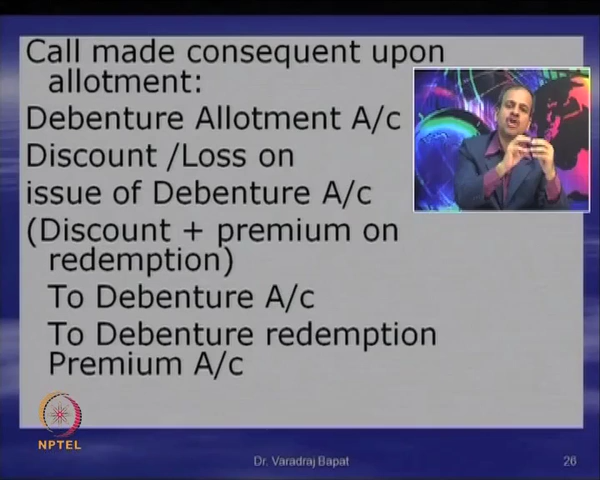 Call made consequent upon
allotment:
Debenture Allotment A/c
Discount /Loss on
issue of Debenture A/c
(Discount + premium on
redemption)
To Debenture A/c
To Debenture redemption
Premium A/c
NPTEL
Dr. Varadraj Bapat
26